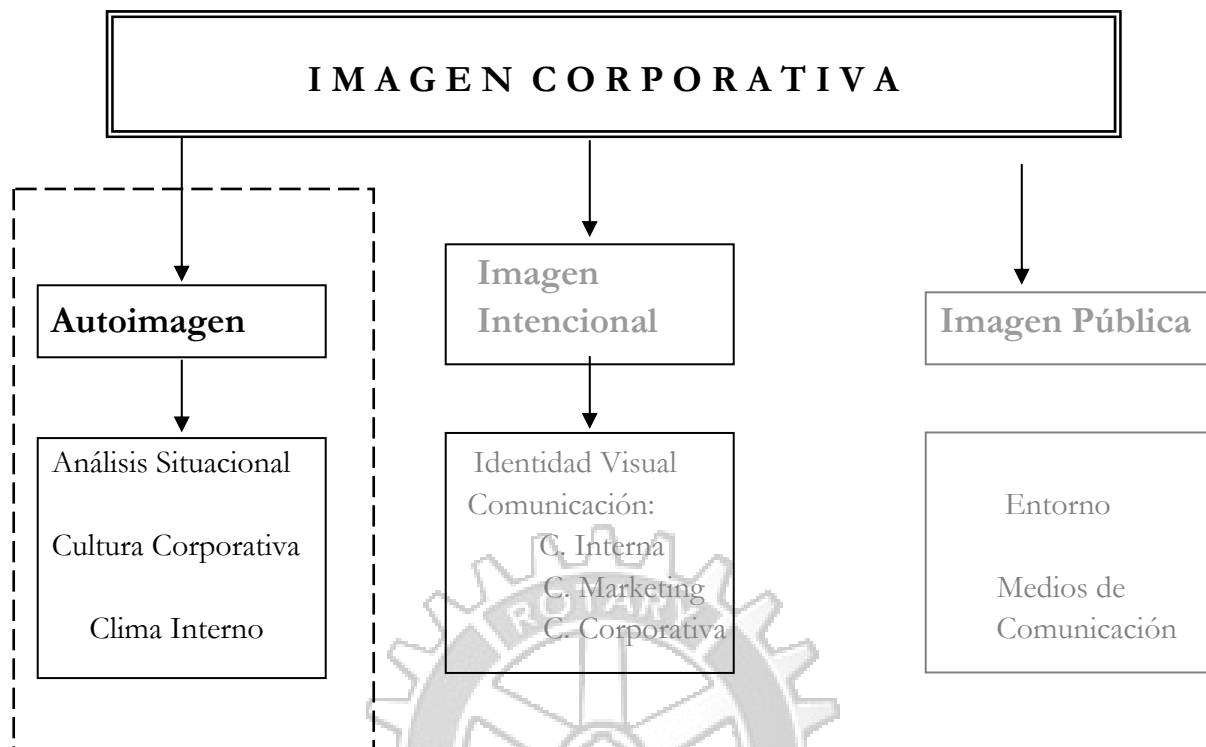 IMAGEN CORPORATIVA
Autoimagen
Análisis Situacional
Cultura Corporativa
Clima Interno
Imagen
Intencional
Identidad Visual
Comunicación:
C. Interna
C. Marketing
C. Corporativa
Imagen Pública
Entorno
Medios de
Comunicación
ROTARY